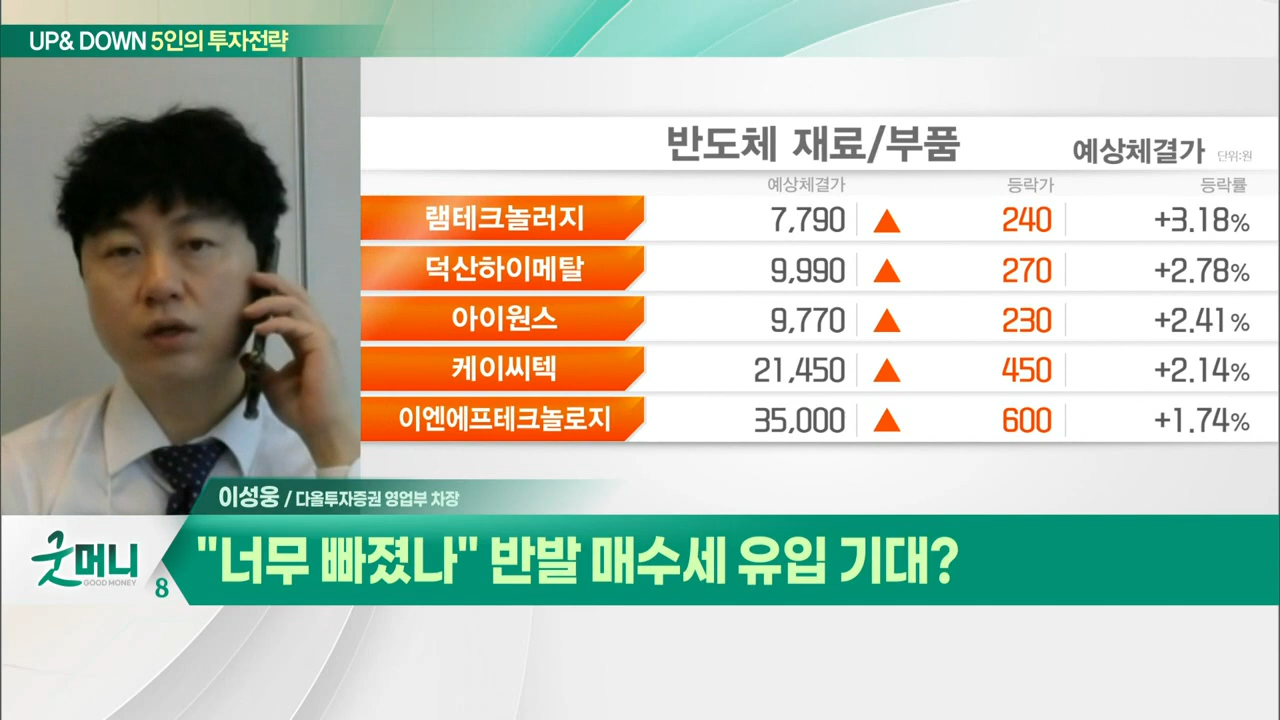 UP& DOWN 5인의 투자전략
반도체 재료/부품 예상체결가 단위:원
예상체결가 등락가 등락률
램테크놀러지 7,790 ▲ 240 +3.18%
덕산하이메탈 9,990 ▲ 270 +2.78%
아이원스 9,770 ▲ 230 +2.41%
케이씨텍 21,450 ▲ 450 +2.14%
이엔에프테크놀로지 35,000 ▲ 600 +1.74%
이성웅 / 다올투자증권 영업부 차장
"너무 빠졌나" 반발 매수세 유입 기대?
굿머니
GOOD MONEY
8